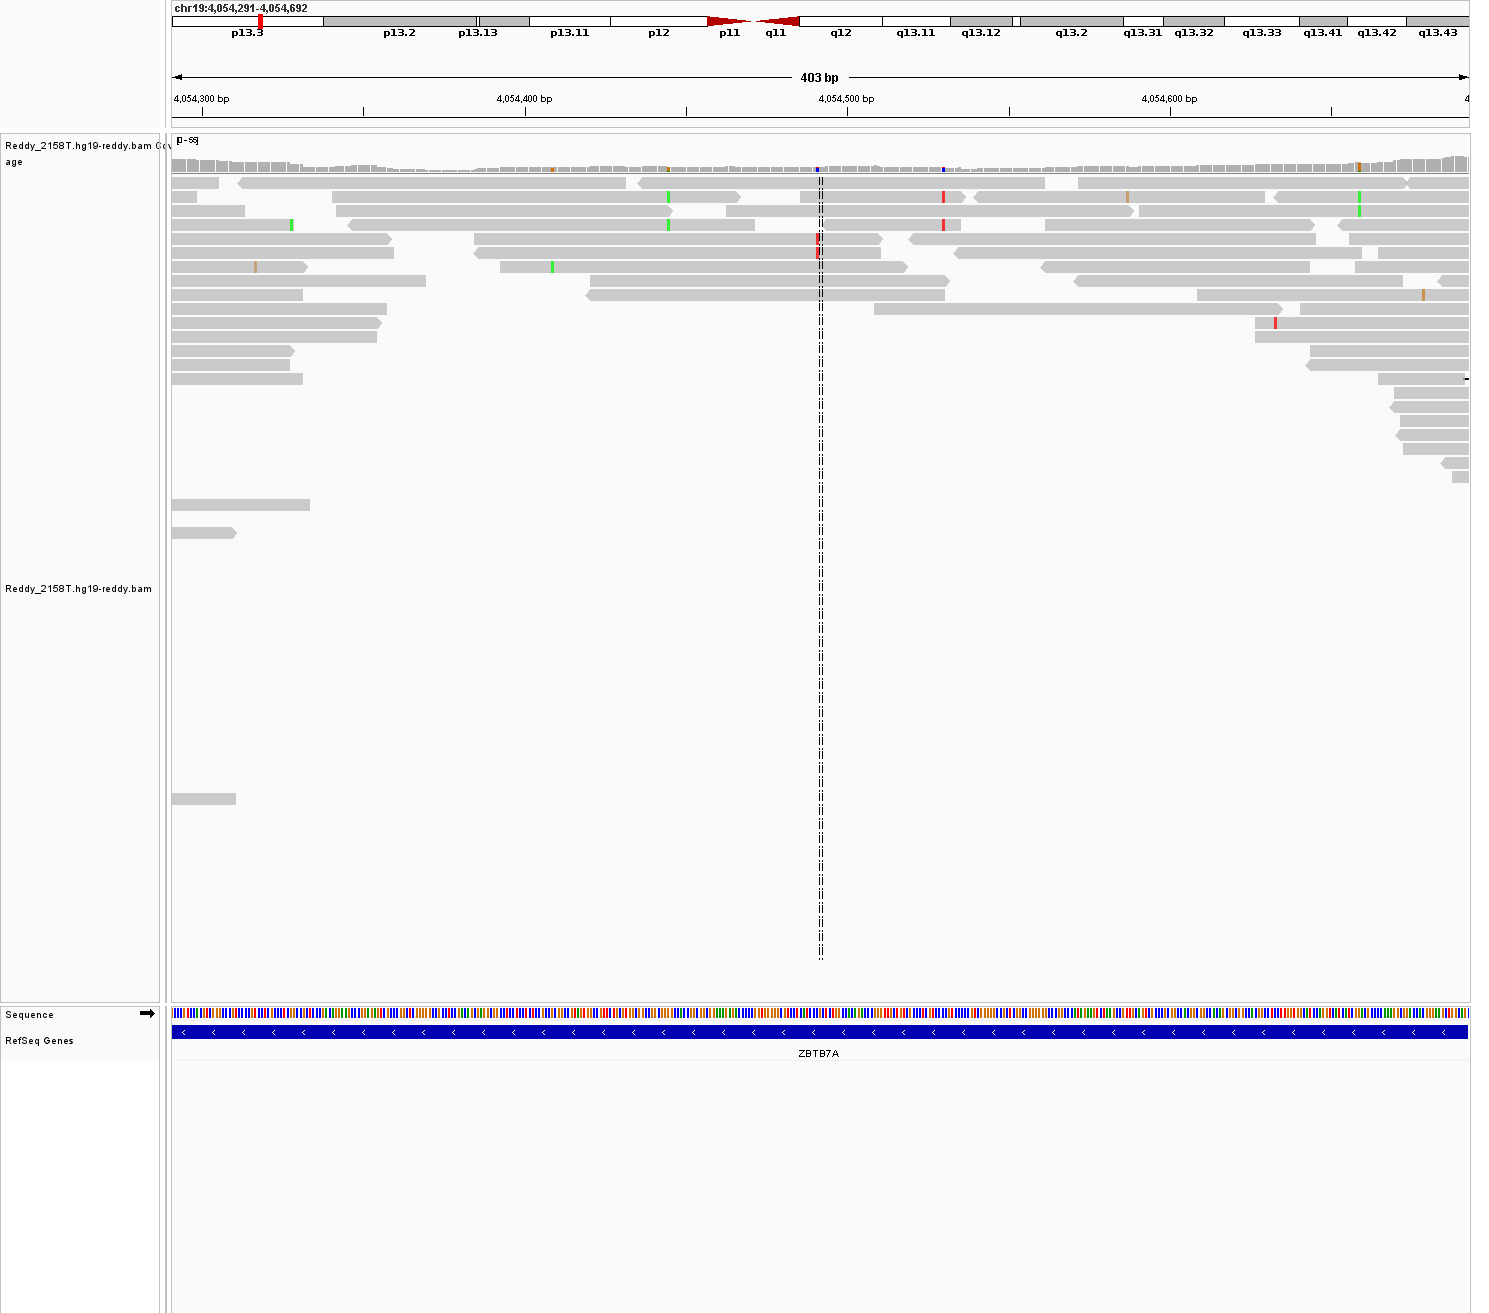 chr19:4,054,291-4,054,692
p13.3 p13.2 p13.13 p13.11 p12 p11 q11 q12 q13.11 q13.12 q13.2 q13.31 q13.32 q13.33 q13.41 q13.42 q13.43
403 bp
4,054,300 bp 4,054,400 bp 4,054,500 bp 4,054,600 bp 4
Reddy_2158T.hg19-reddy.bam Cov
age
Reddy_2158T.hg19-reddy.bam
Sequence
RefSeq Genes
ZBTB7A